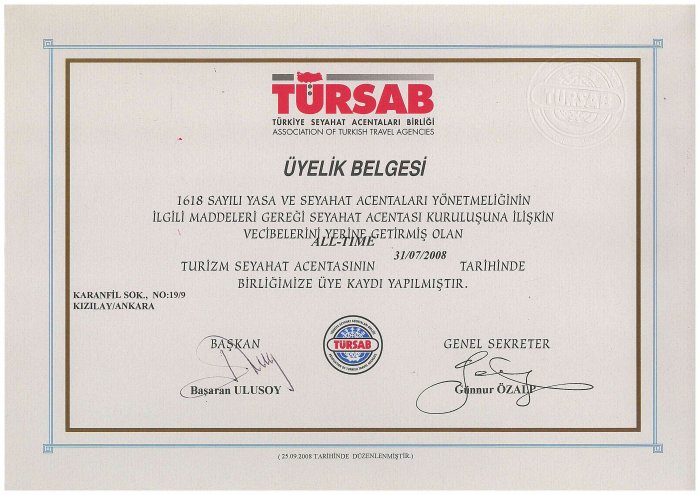 TÜRSAB
TÜRKİYE SEYAHAT ACENTALARI BİRLİĞİ
ASSOCIATION OF TURKISH TRAVEL AGENCIES
TÜRSAB
ÜYELİK BELGESİ
1618 SAYILI YASA VE SEYAHAT ACENTALARI YÖNETMELİĞİNİN
İLGİLİ MADDELERİ GEREĞİ SEYAHAT ACENTASI KURULUŞUNA İLİŞKİN
VECİBELERİNİ YERİNE GETİRMİŞ OLAN
ALL-TIME
31/07/2008
TURİZM SEYAHAT ACENTASININ TARİHİNDE
BİRLİĞİMİZE ÜYE KAYDI YAPILMIŞTIR.
KARANFİL SOK., NO:19/9
KIZILAY/ANKARA
BAŞKAN
GENEL SEKRETER
TÜRSAB
Başaran ULUSOY
Günnur ÖZALP
( 25.09.2008 TARİHİNDE DÜZENLENMİŞTİR. )